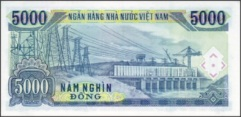 5000 NGÂN HÀNG NHÀ NƯỚC VIỆT NAM 5000
5000 NĂM NGHÌN
ĐỒNG